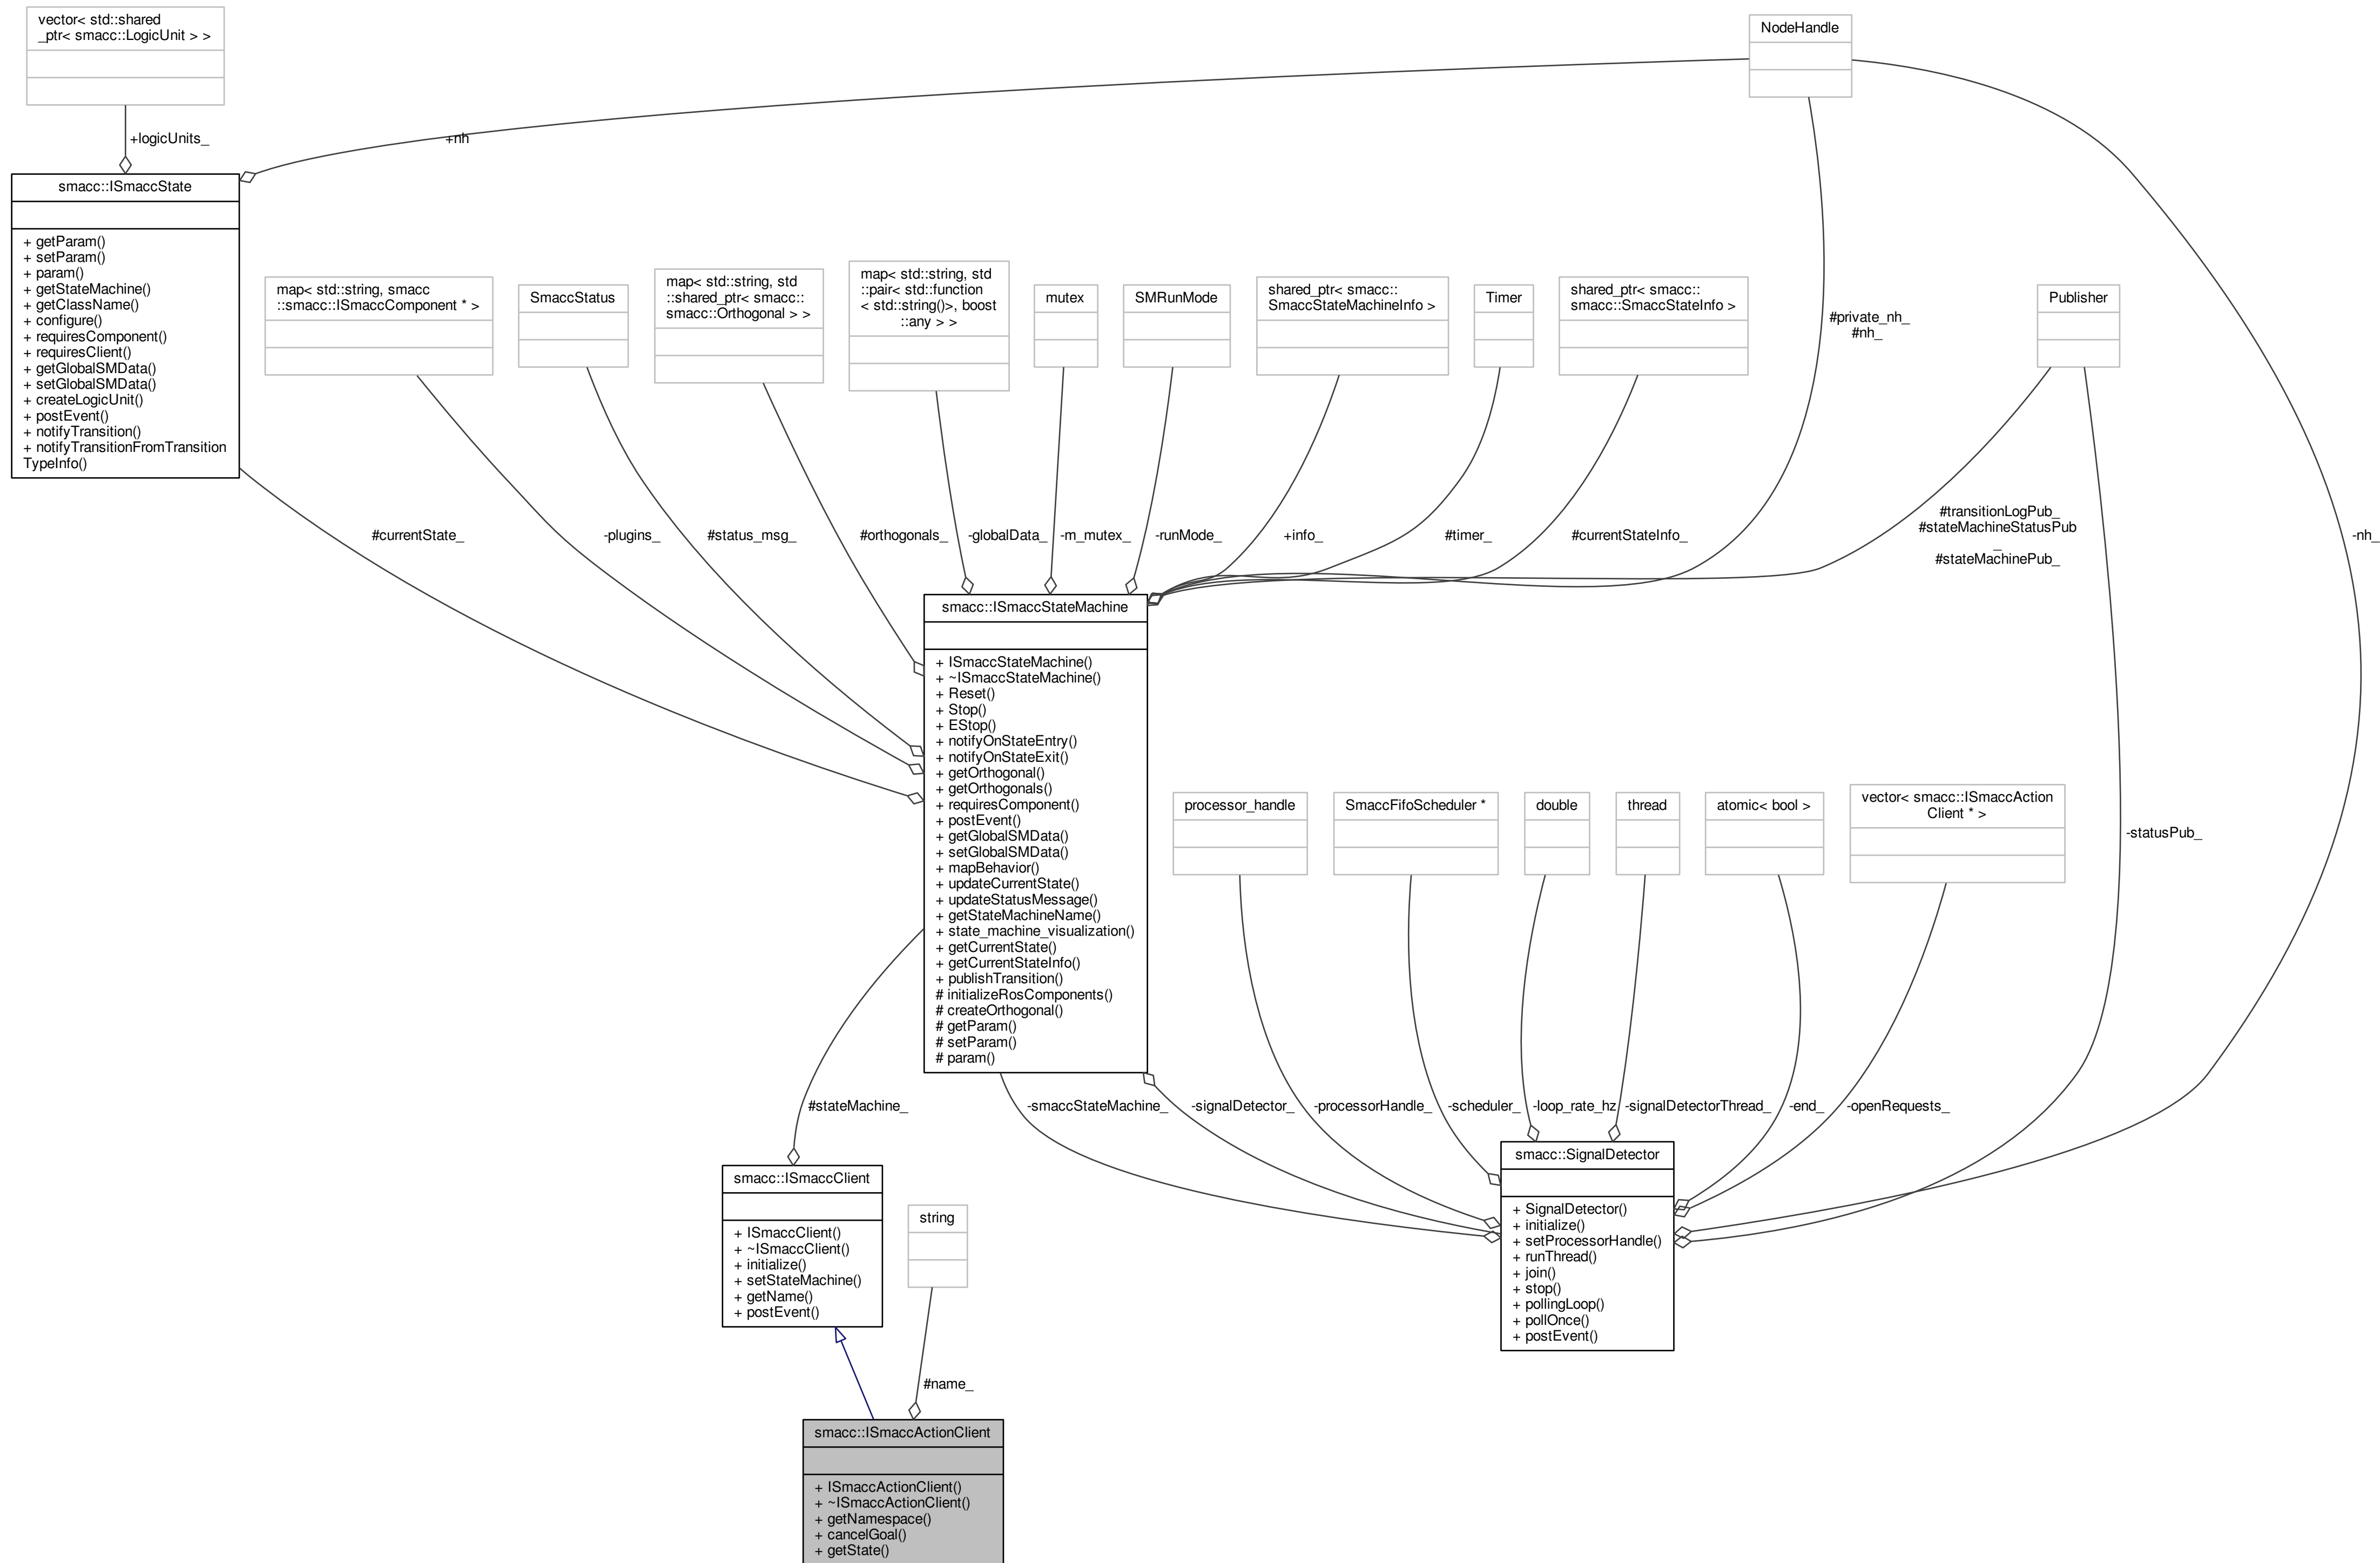 vector< std::shared
_ptr< smacc::LogicUnit > >
NodeHandle
+logicUnits_
+nh
smacc::ISmaccState
+ getParam()
+ setParam()
+ param()
+ getStateMachine()
+ getClassName()
+ configure()
+ requiresComponent()
+ requiresClient()
+ getGlobalSMData()
+ setGlobalSMData()
+ createLogicUnit()
+ postEvent()
+ notifyTransition()
+ notifyTransitionFromTransition
TypeInfo()
map< std::string, smacc
::smacc::ISmaccComponent * >
SmaccStatus
map< std::string, std
::shared_ptr< smacc::
smacc::Orthogonal > >
map< std::string, std
::pair< std::function
< std::string()>, boost
::any > >
mutex
SMRunMode
shared_ptr< smacc::
SmaccStateMachineInfo >
Timer
shared_ptr< smacc::
smacc::SmaccStateInfo >
Publisher
#private_nh_
#nh_
#currentState_
-plugins_
#status_msg_
#orthogonals_
-globalData_
-m_mutex_
-runMode_
+info_
#timer_
#currentStateInfo_
#transitionLogPub_
#stateMachineStatusPub
_
#stateMachinePub_
-nh_
smacc::ISmaccStateMachine
+ ISmaccStateMachine()
+ ~ISmaccStateMachine()
+ Reset()
+ Stop()
+ EStop()
+ notifyOnStateEntry()
+ notifyOnStateExit()
+ getOrthogonal()
+ getOrthogonals()
+ requiresComponent()
+ postEvent()
+ getGlobalSMData()
+ setGlobalSMData()
+ mapBehavior()
+ updateCurrentState()
+ updateStatusMessage()
+ getStateMachineName()
+ state_machine_visualization()
+ getCurrentState()
+ getCurrentStateInfo()
+ publishTransition()
# initializeRosComponents()
# createOrthogonal()
# getParam()
# setParam()
# param()
processor_handle
SmaccFifoScheduler *
double
thread
atomic< bool >
vector< smacc::ISmaccAction
Client * >
-statusPub_
#stateMachine_
-smaccStateMachine_
-signalDetector_
-processorHandle_
-scheduler_
-loop_rate_hz
-signalDetectorThread_
-end_
-openRequests_
smacc::SignalDetector
+ SignalDetector()
+ initialize()
+ setProcessorHandle()
+ runThread()
+ join()
+ stop()
+ pollingLoop()
+ pollOnce()
+ postEvent()
smacc::ISmaccClient
+ ISmaccClient()
+ ~ISmaccClient()
+ initialize()
+ setStateMachine()
+ getName()
+ postEvent()
string
#name_
smacc::ISmaccActionClient
+ ISmaccActionClient()
+ ~ISmaccActionClient()
+ getNamespace()
+ cancelGoal()
+ getState()